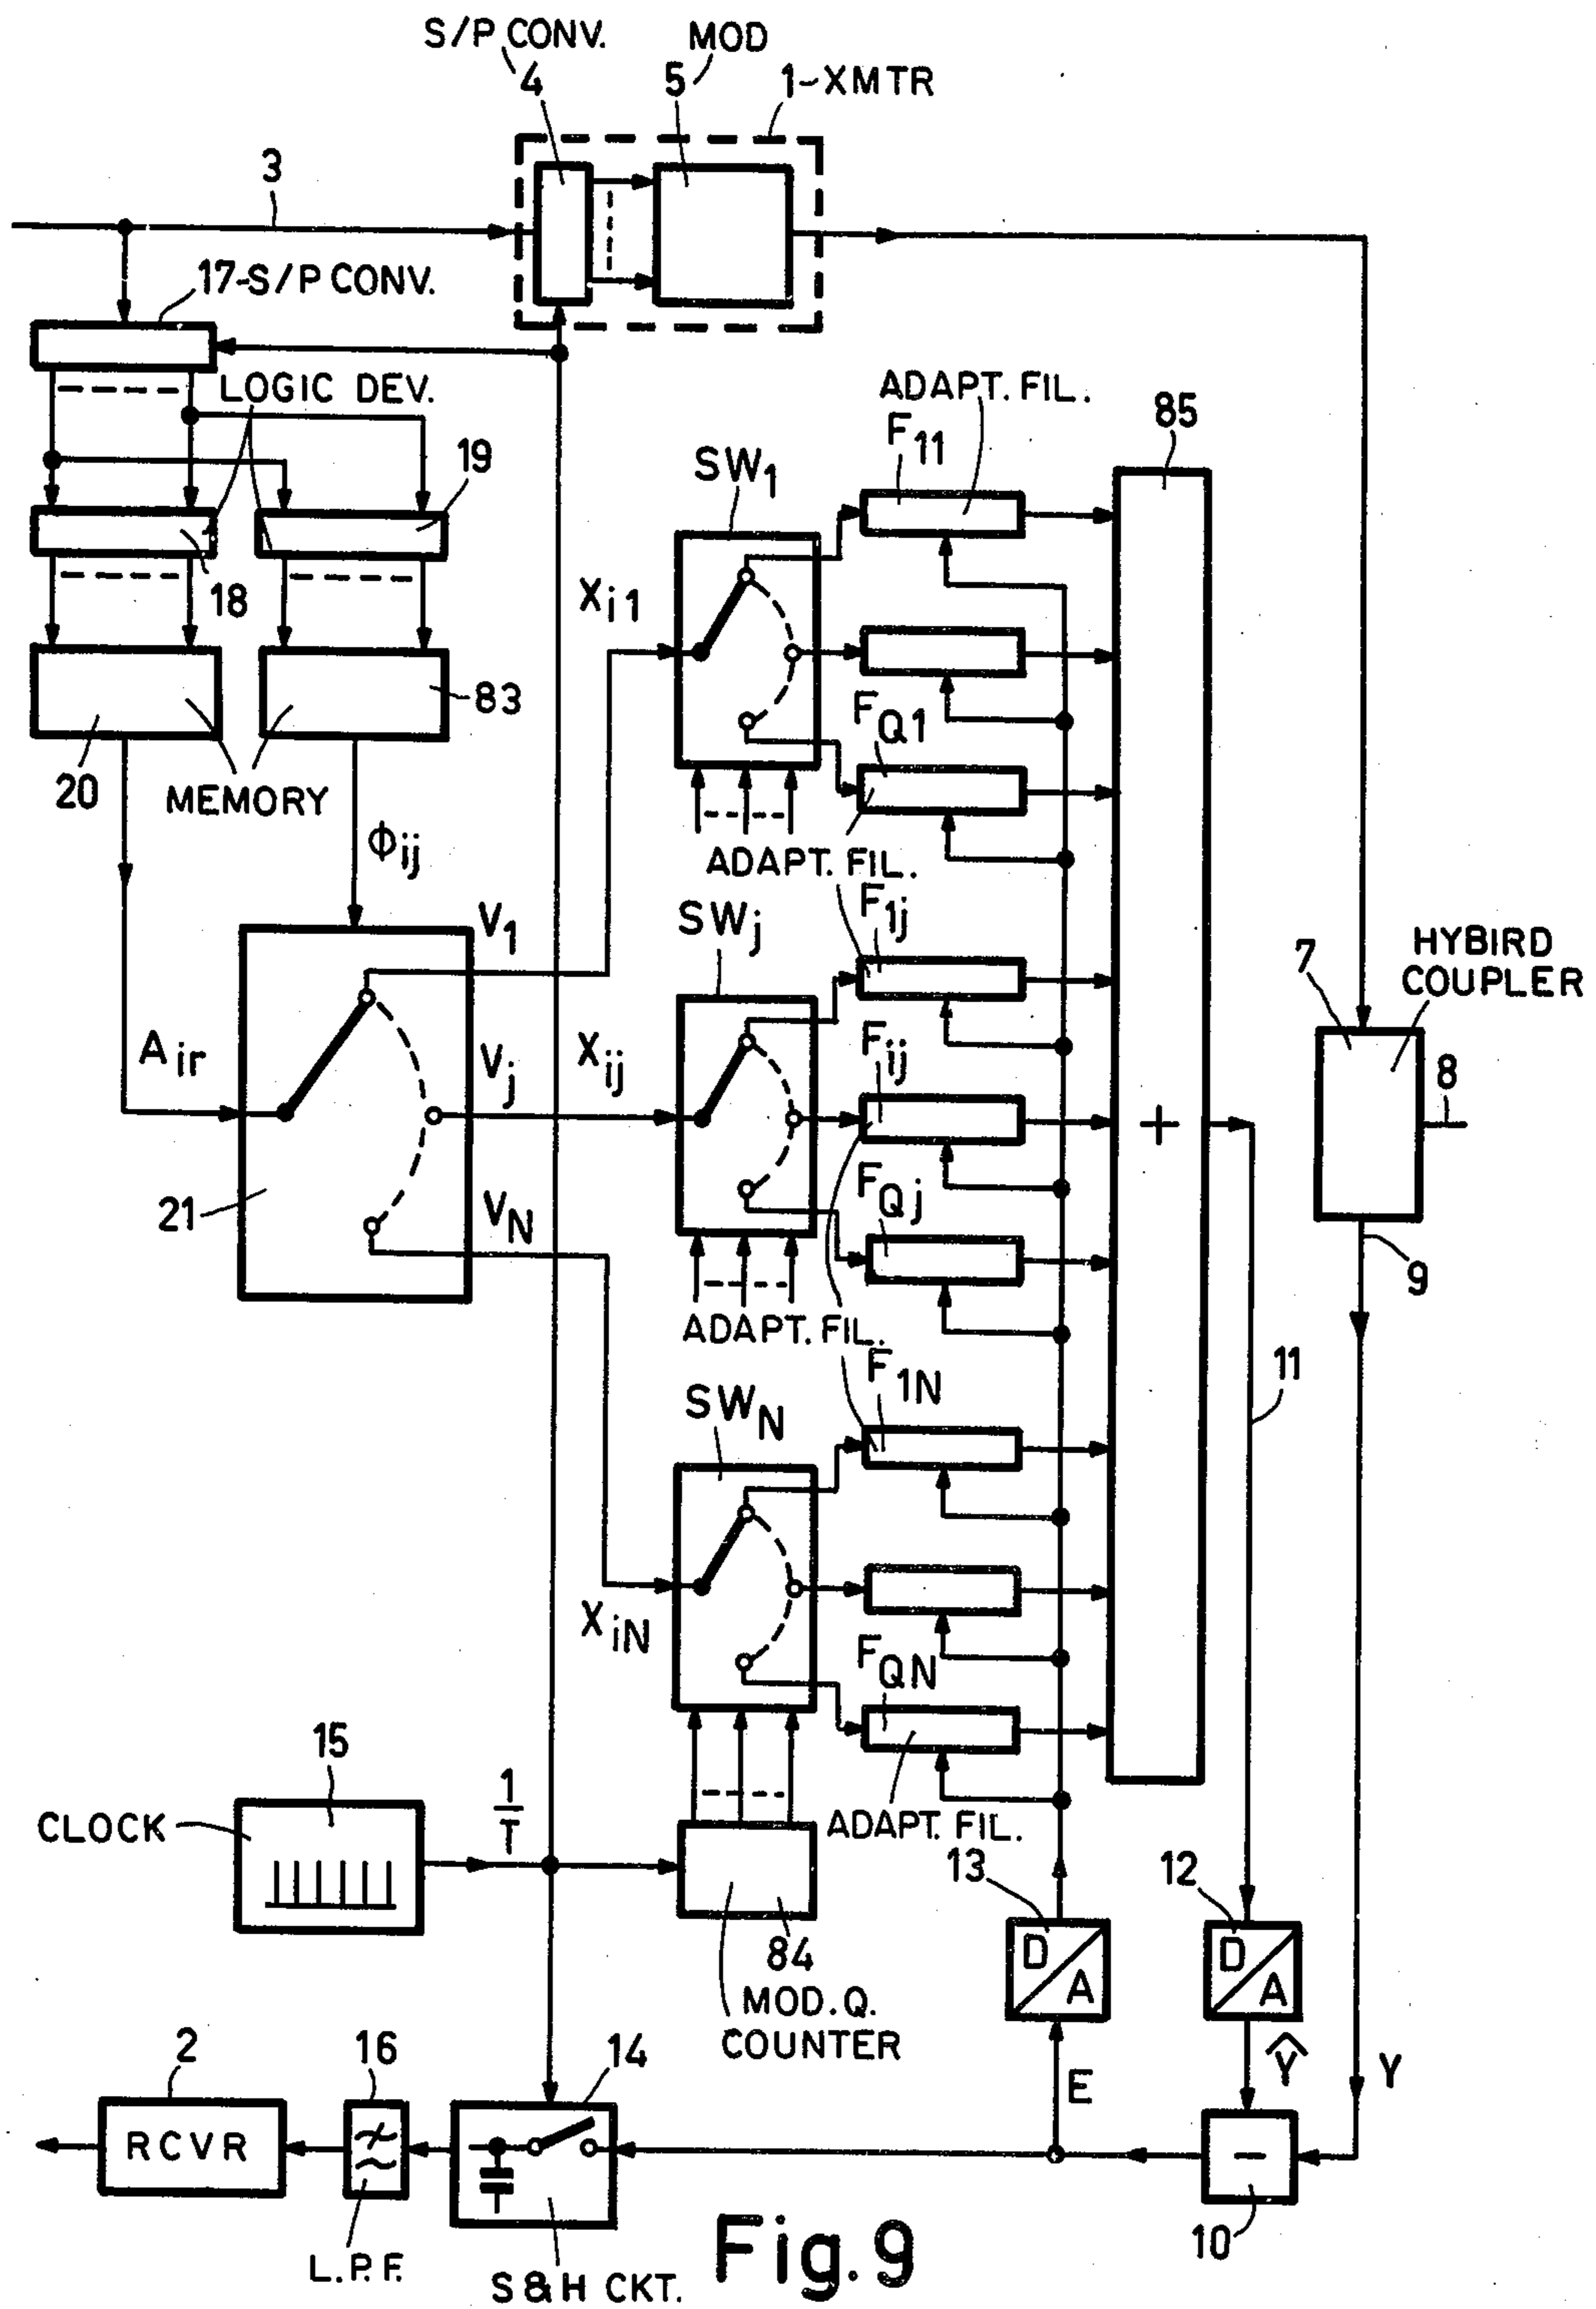 S/P CONV.
MOD
4
5
1-XMTR
3
17-S/P CONV.
LOGIC DEV.
ADAPT. FIL.
85
F11
19
SW1
18
Xi1
83
FQ1
20
MEMORY
ϕij
ADAPT. FIL.
F1j
V1
SWj
HYBIRD
COUPLER
7
Air
Vj
Xij
Fij
8
+
21
VN
FQj
9
ADAPT. FIL.
F1N
11
SWN
XiN
FQN
15
CLOCK
1
T
ADAPT. FIL.
13
12
D
A
D
A
84
MOD. Q.
COUNTER
2
16
14
E
Ŷ
Y
RCVR
−
10
L.P.F.
S&H CKT.
Fig. 9